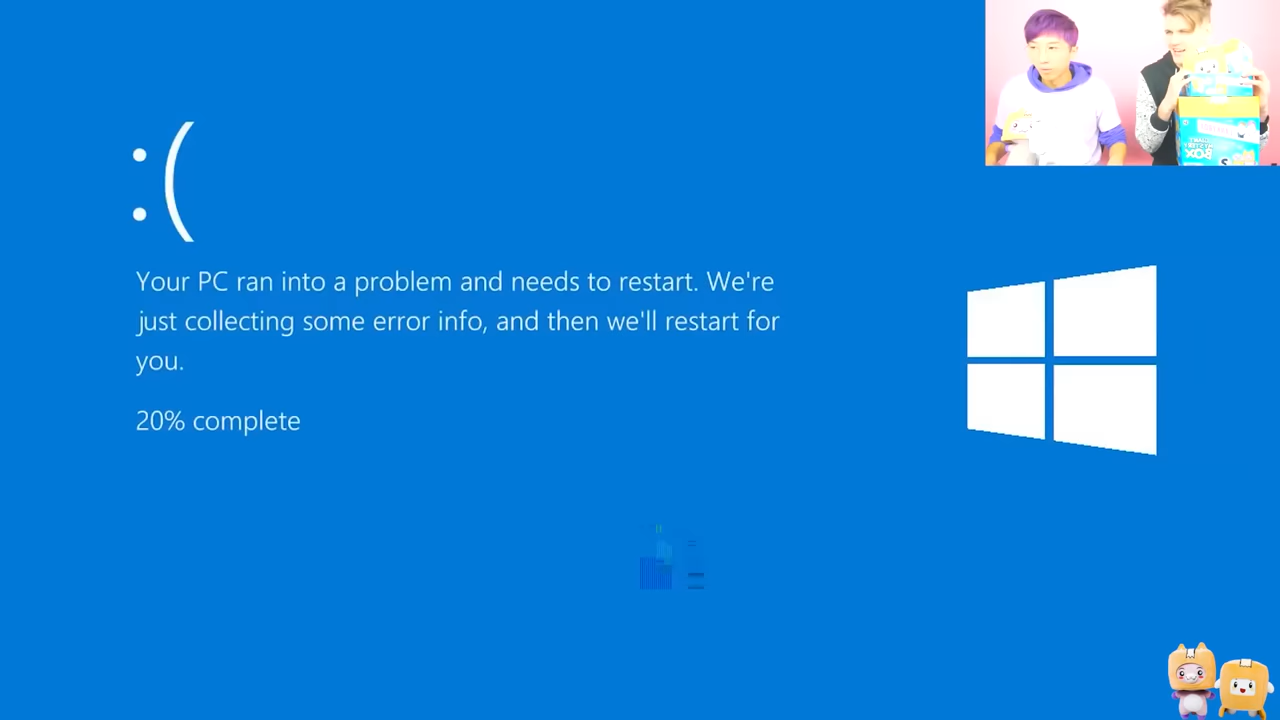 :(
Your PC ran into a problem and needs to restart. We're
just collecting some error info, and then we'll restart for
you.
20% complete